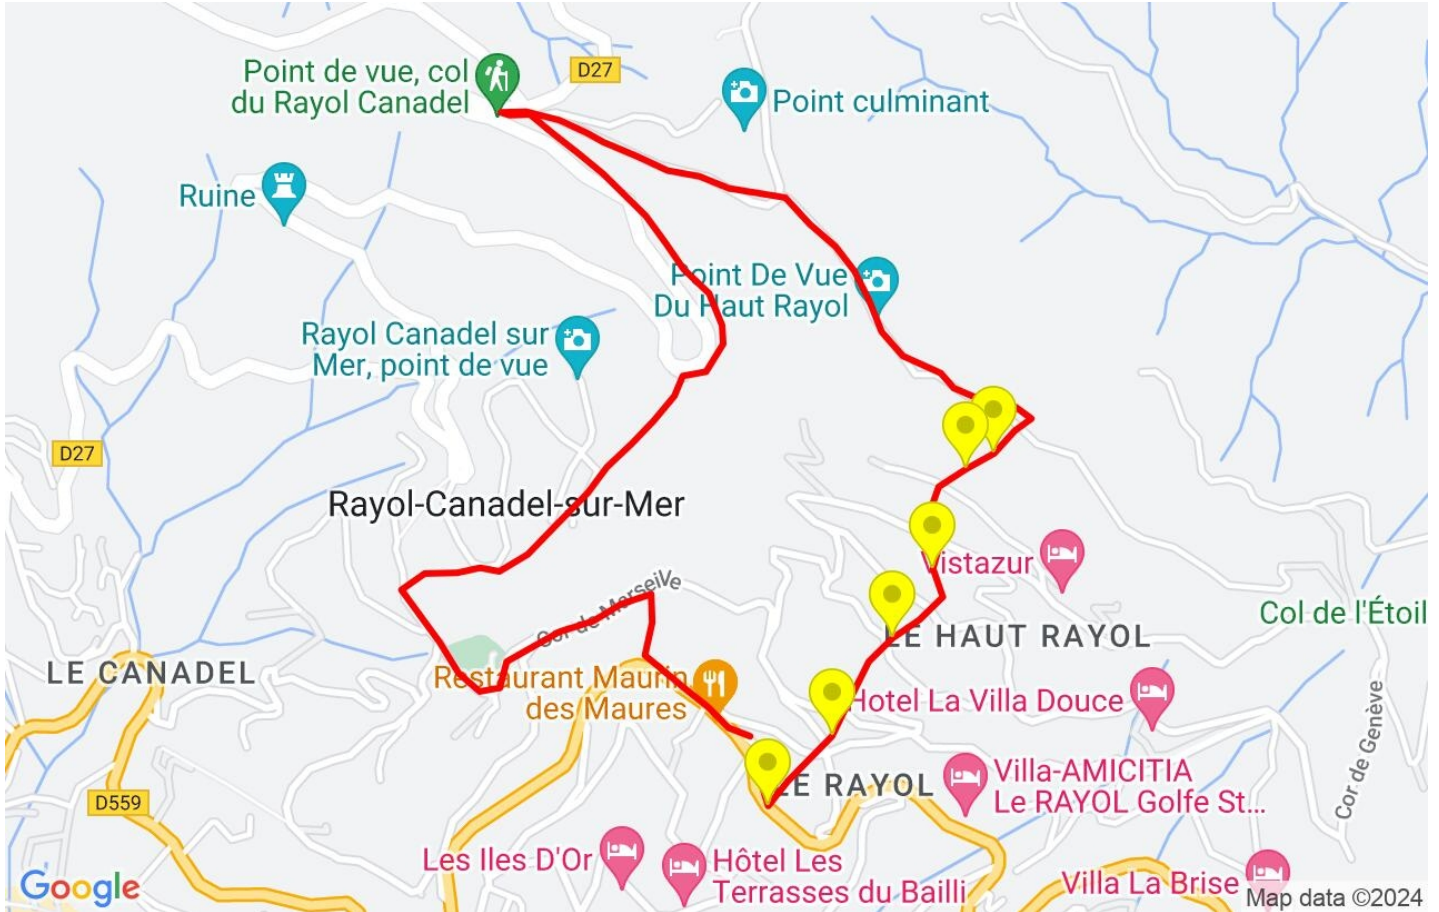 Point de vue, col
du Rayol Canadel
D27
Point culminant
Ruine
Point De Vue
Du Haut Rayol
Rayol Canadel sur
Mer, point de vue
D27
Rayol-Canadel-sur-Mer
Vistazur
Cor de Merseille
Col de l'Étoil
LE HAUT RAYOL
LE CANADEL
Restaurant Maurin
des Maures
Hotel La Villa Douce
Cor de Genève
LE RAYOL
Villa-AMICITIA
Le RAYOL Golfe St...
D559
Les Iles D'Or
Hôtel Les
Terrasses du Bailli
Villa La Brise
Google
Map data ©2024